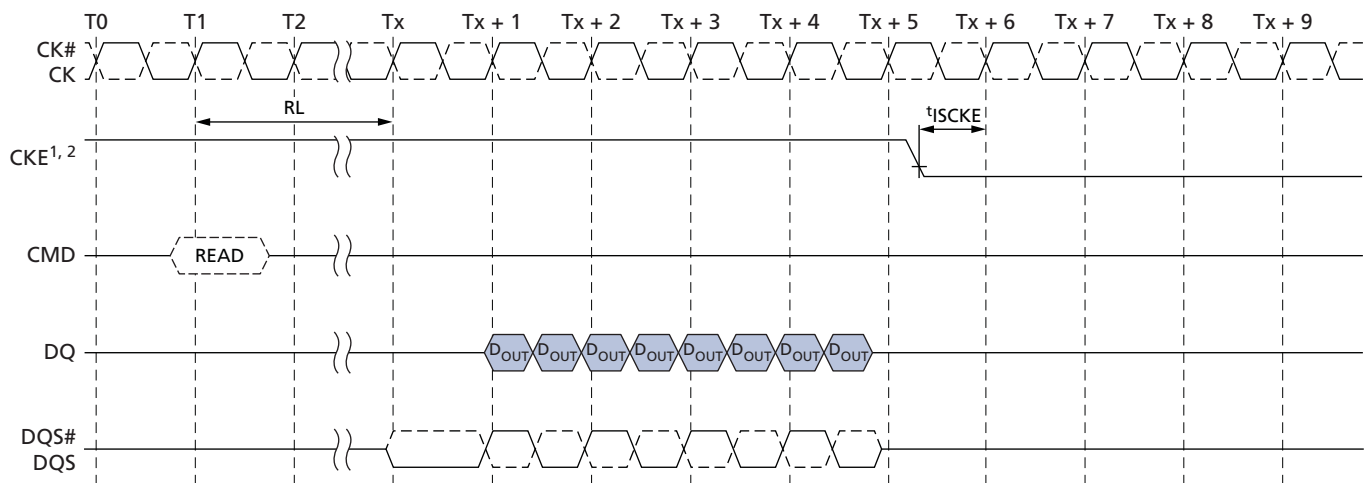 T0 T1 T2 Tx Tx + 1 Tx + 2 Tx + 3 Tx + 4 Tx + 5 Tx + 6 Tx + 7 Tx + 8 Tx + 9
CK#
CK
RL
tISCKE
CKE1, 2
CMD READ
DQ DOUT DOUT DOUT DOUT DOUT DOUT DOUT DOUT
DQS#
DQS